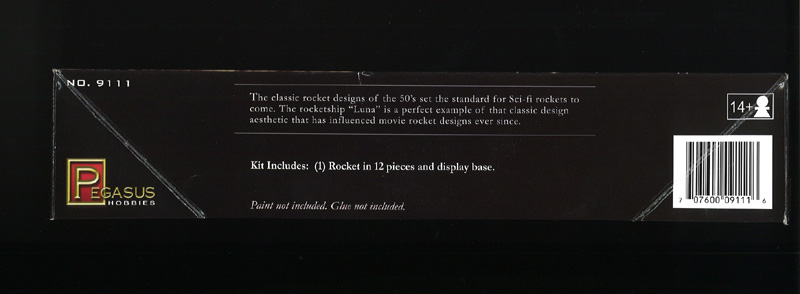 NO. 9111
The classic rocket designs of the 50's set the standard for Sci-fi rockets to
come. The rocketship "Luna" is a perfect example of that classic design
aesthetic that has influenced movie rocket designs ever since.
14+
Kit Includes: (1) Rocket in 12 pieces and display base.
PEGASUS
HOBBIES
Paint not included. Glue not included.
7 07600 09111 6